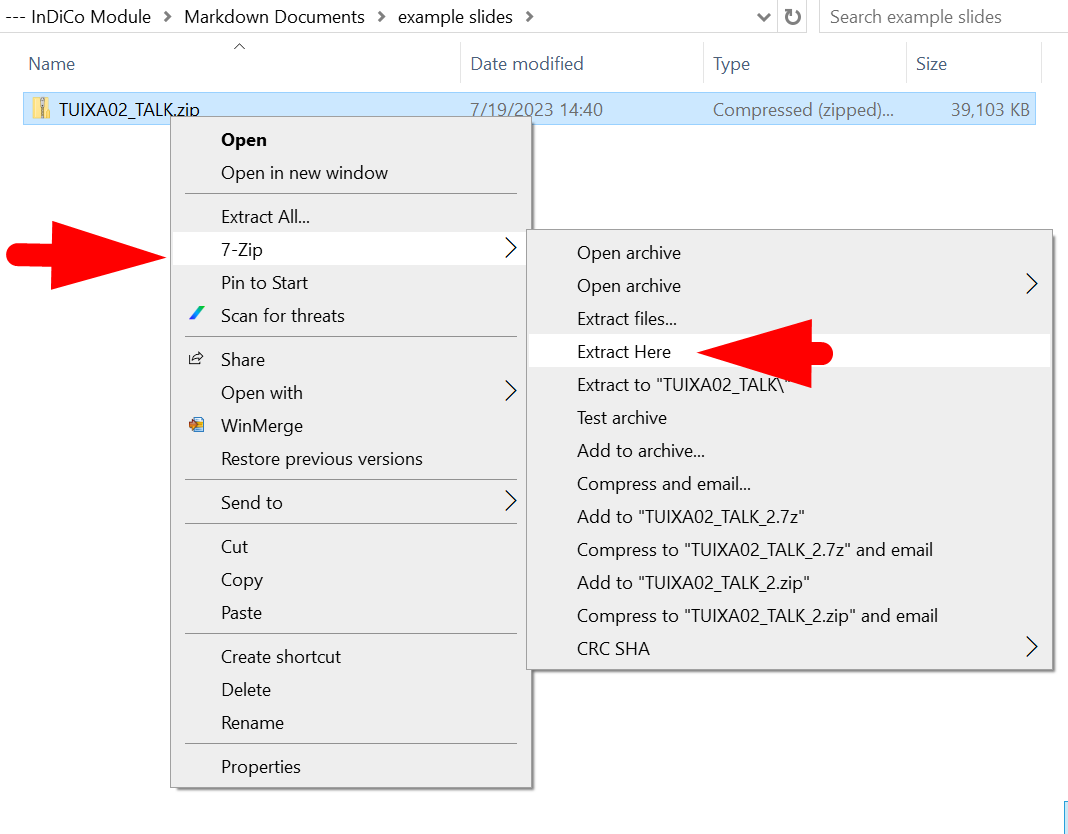 --- InDiCo Module > Markdown Documents > example slides > Search example slides
Name Date modified Type Size
TUIXA02_TALK.zip 7/19/2023 14:40 Compressed (zipped)... 39,103 KB
Open
Open in new window
Extract All...
7-Zip
Pin to Start
Scan for threats
Share
Open with
WinMerge
Restore previous versions
Send to
Cut
Copy
Paste
Create shortcut
Delete
Rename
Properties
Open archive
Open archive
Extract files...
Extract Here
Extract to "TUIXA02_TALK\"
Test archive
Add to archive...
Compress and email...
Add to "TUIXA02_TALK_2.7z"
Compress to "TUIXA02_TALK_2.7z" and email
Add to "TUIXA02_TALK_2.zip"
Compress to "TUIXA02_TALK_2.zip" and email
CRC SHA